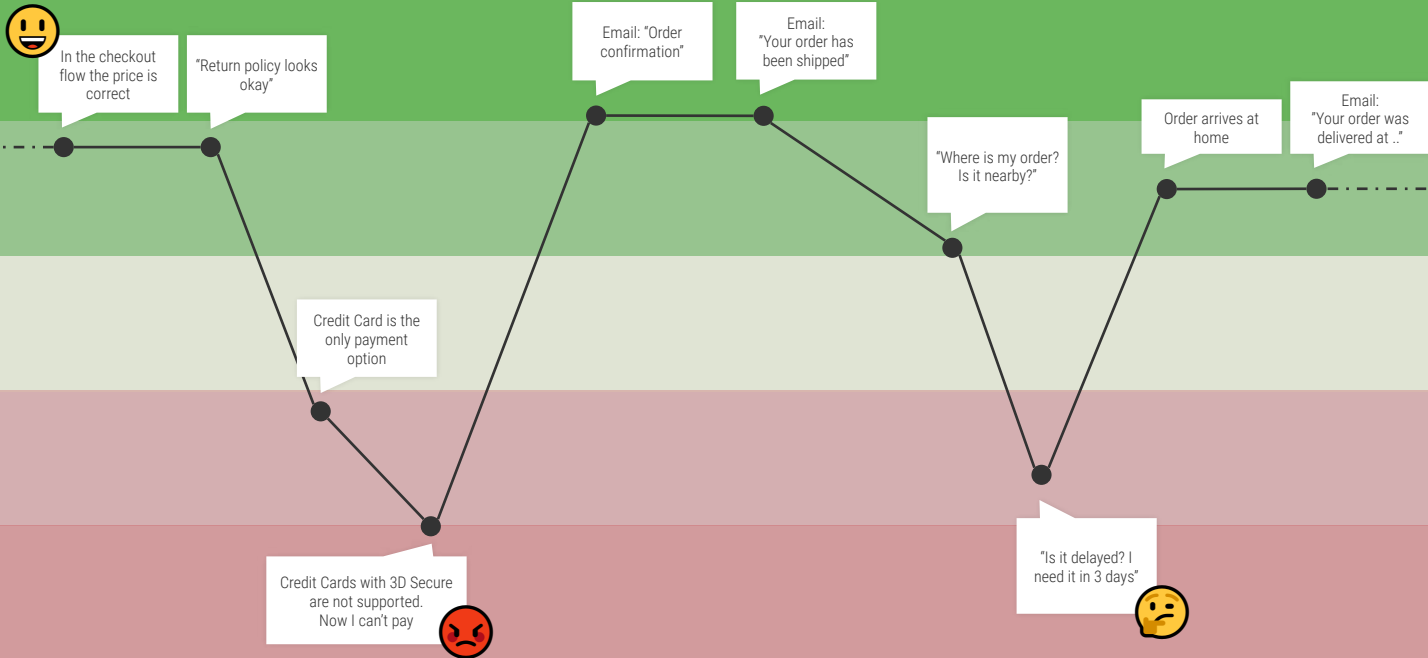 In the checkout
flow the price is
correct
"Return policy looks
okay"
Credit Card is the
only payment
option
Credit Cards with 3D Secure
are not supported.
Now I can't pay
Email: "Order
confirmation"
Email:
"Your order has
been shipped"
"Where is my order?
Is it nearby?"
"Is it delayed? I
need it in 3 days"
Order arrives at
home
Email:
"Your order was
delivered at .."